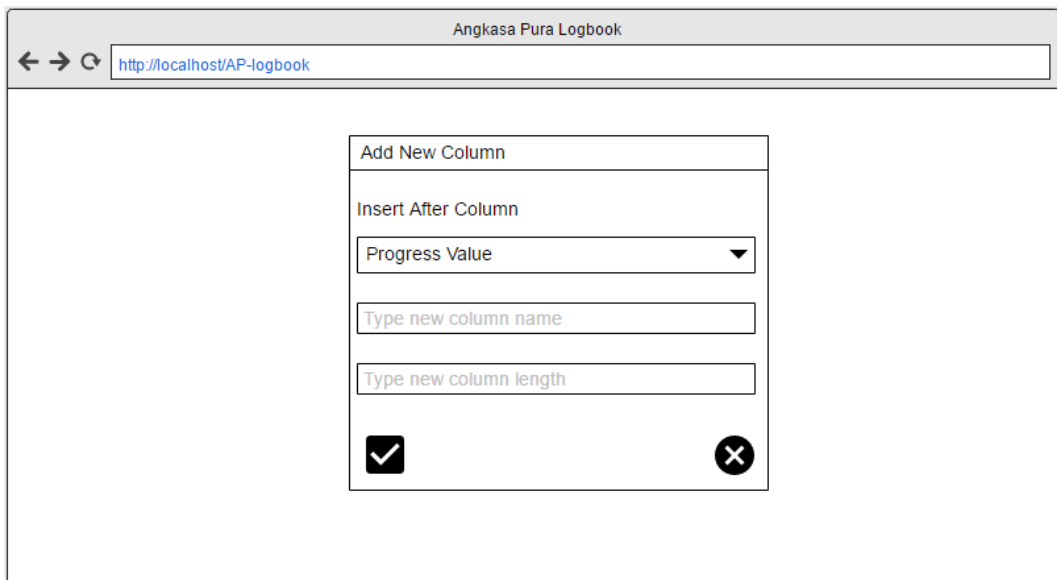 Angkasa Pura Logbook
http://localhost/AP-logbook
Add New Column
Insert After Column
Progress Value
Type new column name
Type new column length